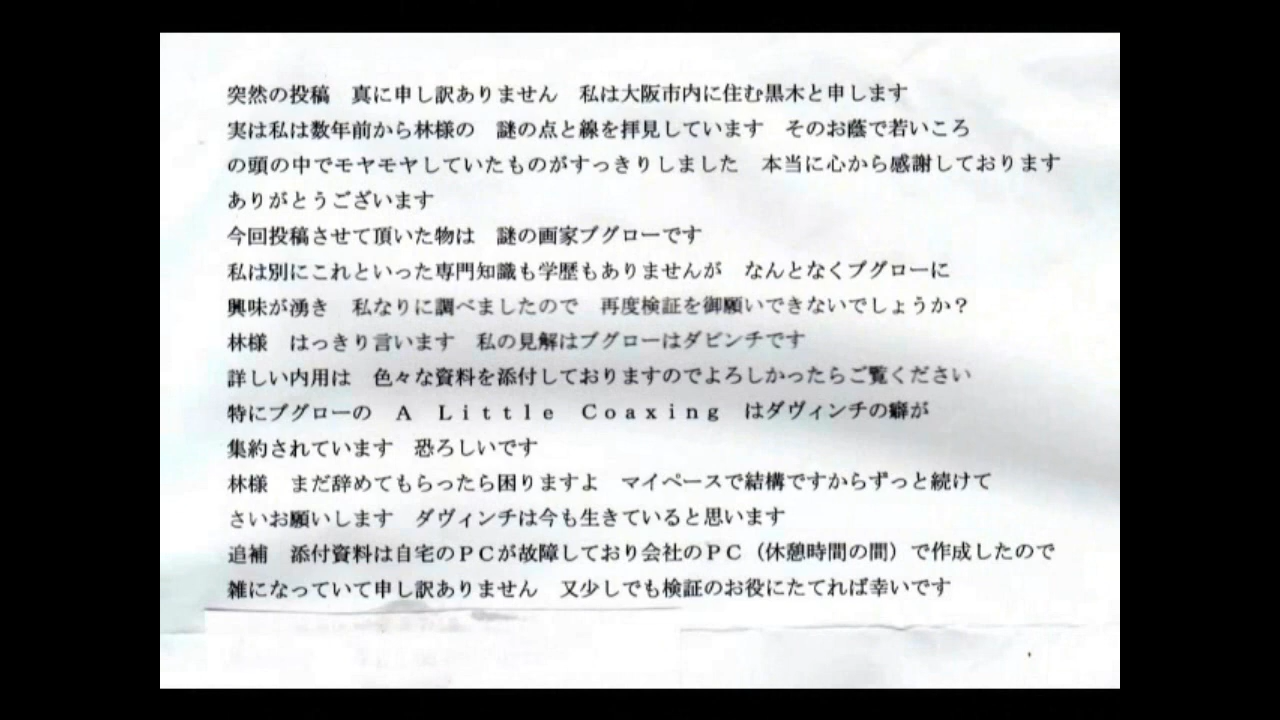 突然の投稿　真に申し訳ありません　私は大阪市内に住む黒木と申します
実は私は数年前から林様の　謎の点と線を拝見しています　そのお蔭で若いころ
の頭の中でモヤモヤしていたものがすっきりしました　本当に心から感謝しております
ありがとうございます
今回投稿させて頂いた物は　謎の画家ブグローです
私は別にこれといった専門知識も学歴もありませんが　なんとなくブグローに
興味が湧き　私なりに調べましたので　再度検証を御願いできないでしょうか？
林様　はっきり言います　私の見解はブグローはダビンチです
詳しい内用は　色々な資料を添付しておりますのでよろしかったらご覧ください
特にブグローの　Ａ　Ｌｉｔｔｌｅ　Ｃｏａｘｉｎｇ　はダヴィンチの癖が
集約されています　恐ろしいです
林様　まだ辞めてもらったら困りますよ　マイペースで結構ですからずっと続けて
さいお願いします　ダヴィンチは今も生きていると思います
追補　添付資料は自宅のＰＣが故障しており会社のＰＣ（休憩時間の間）で作成したので
雑になっていて申し訳ありません　又少しでも検証のお役にたてれば幸いです